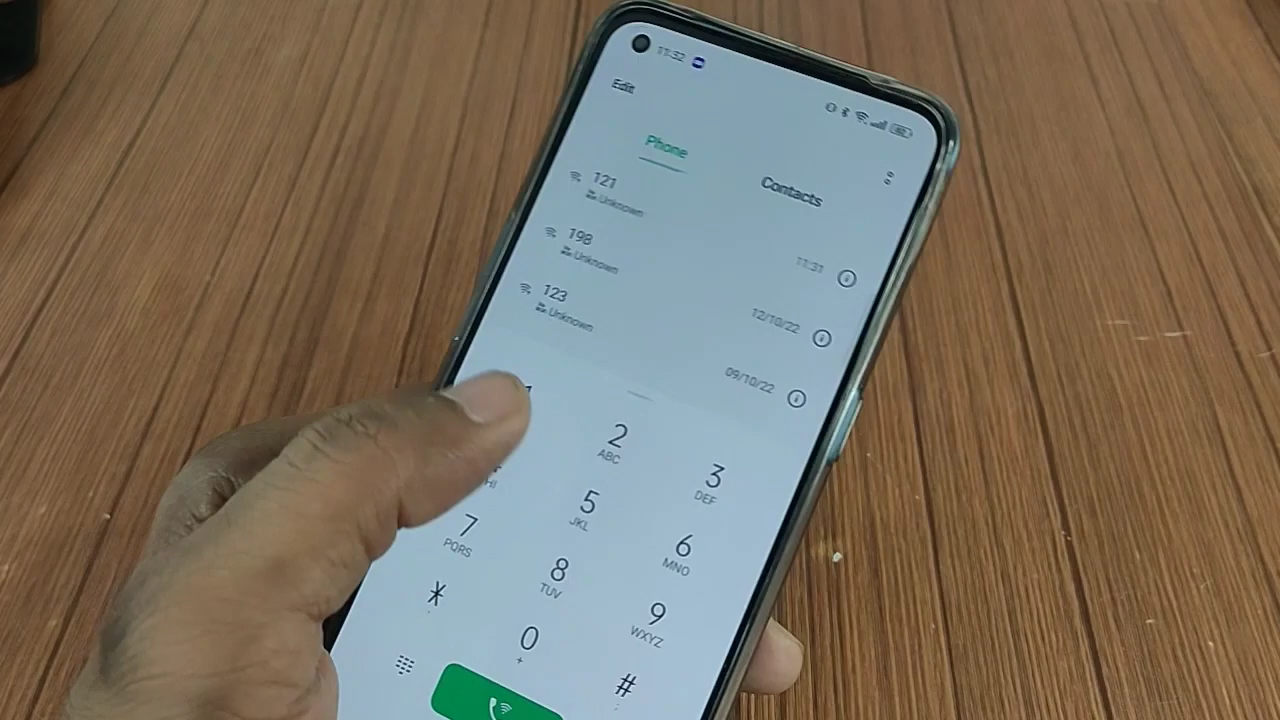 11:32
Edit
Phone
Contacts
121
Unknown
11:31
198
Unknown
12/10/22
123
Unknown
09/10/22
2
ABC
3
DEF
5
JKL
6
MNO
7
PQRS
8
TUV
9
WXYZ
*
0
+
#